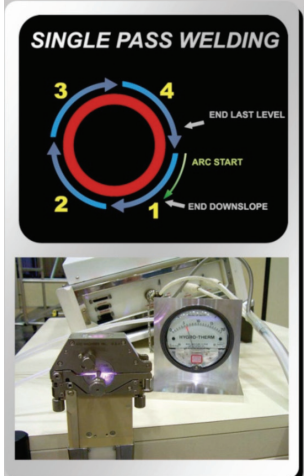 SINGLE PASS WELDING
3
4
END LAST LEVEL
ARC START
2
1
END DOWNSLOPE